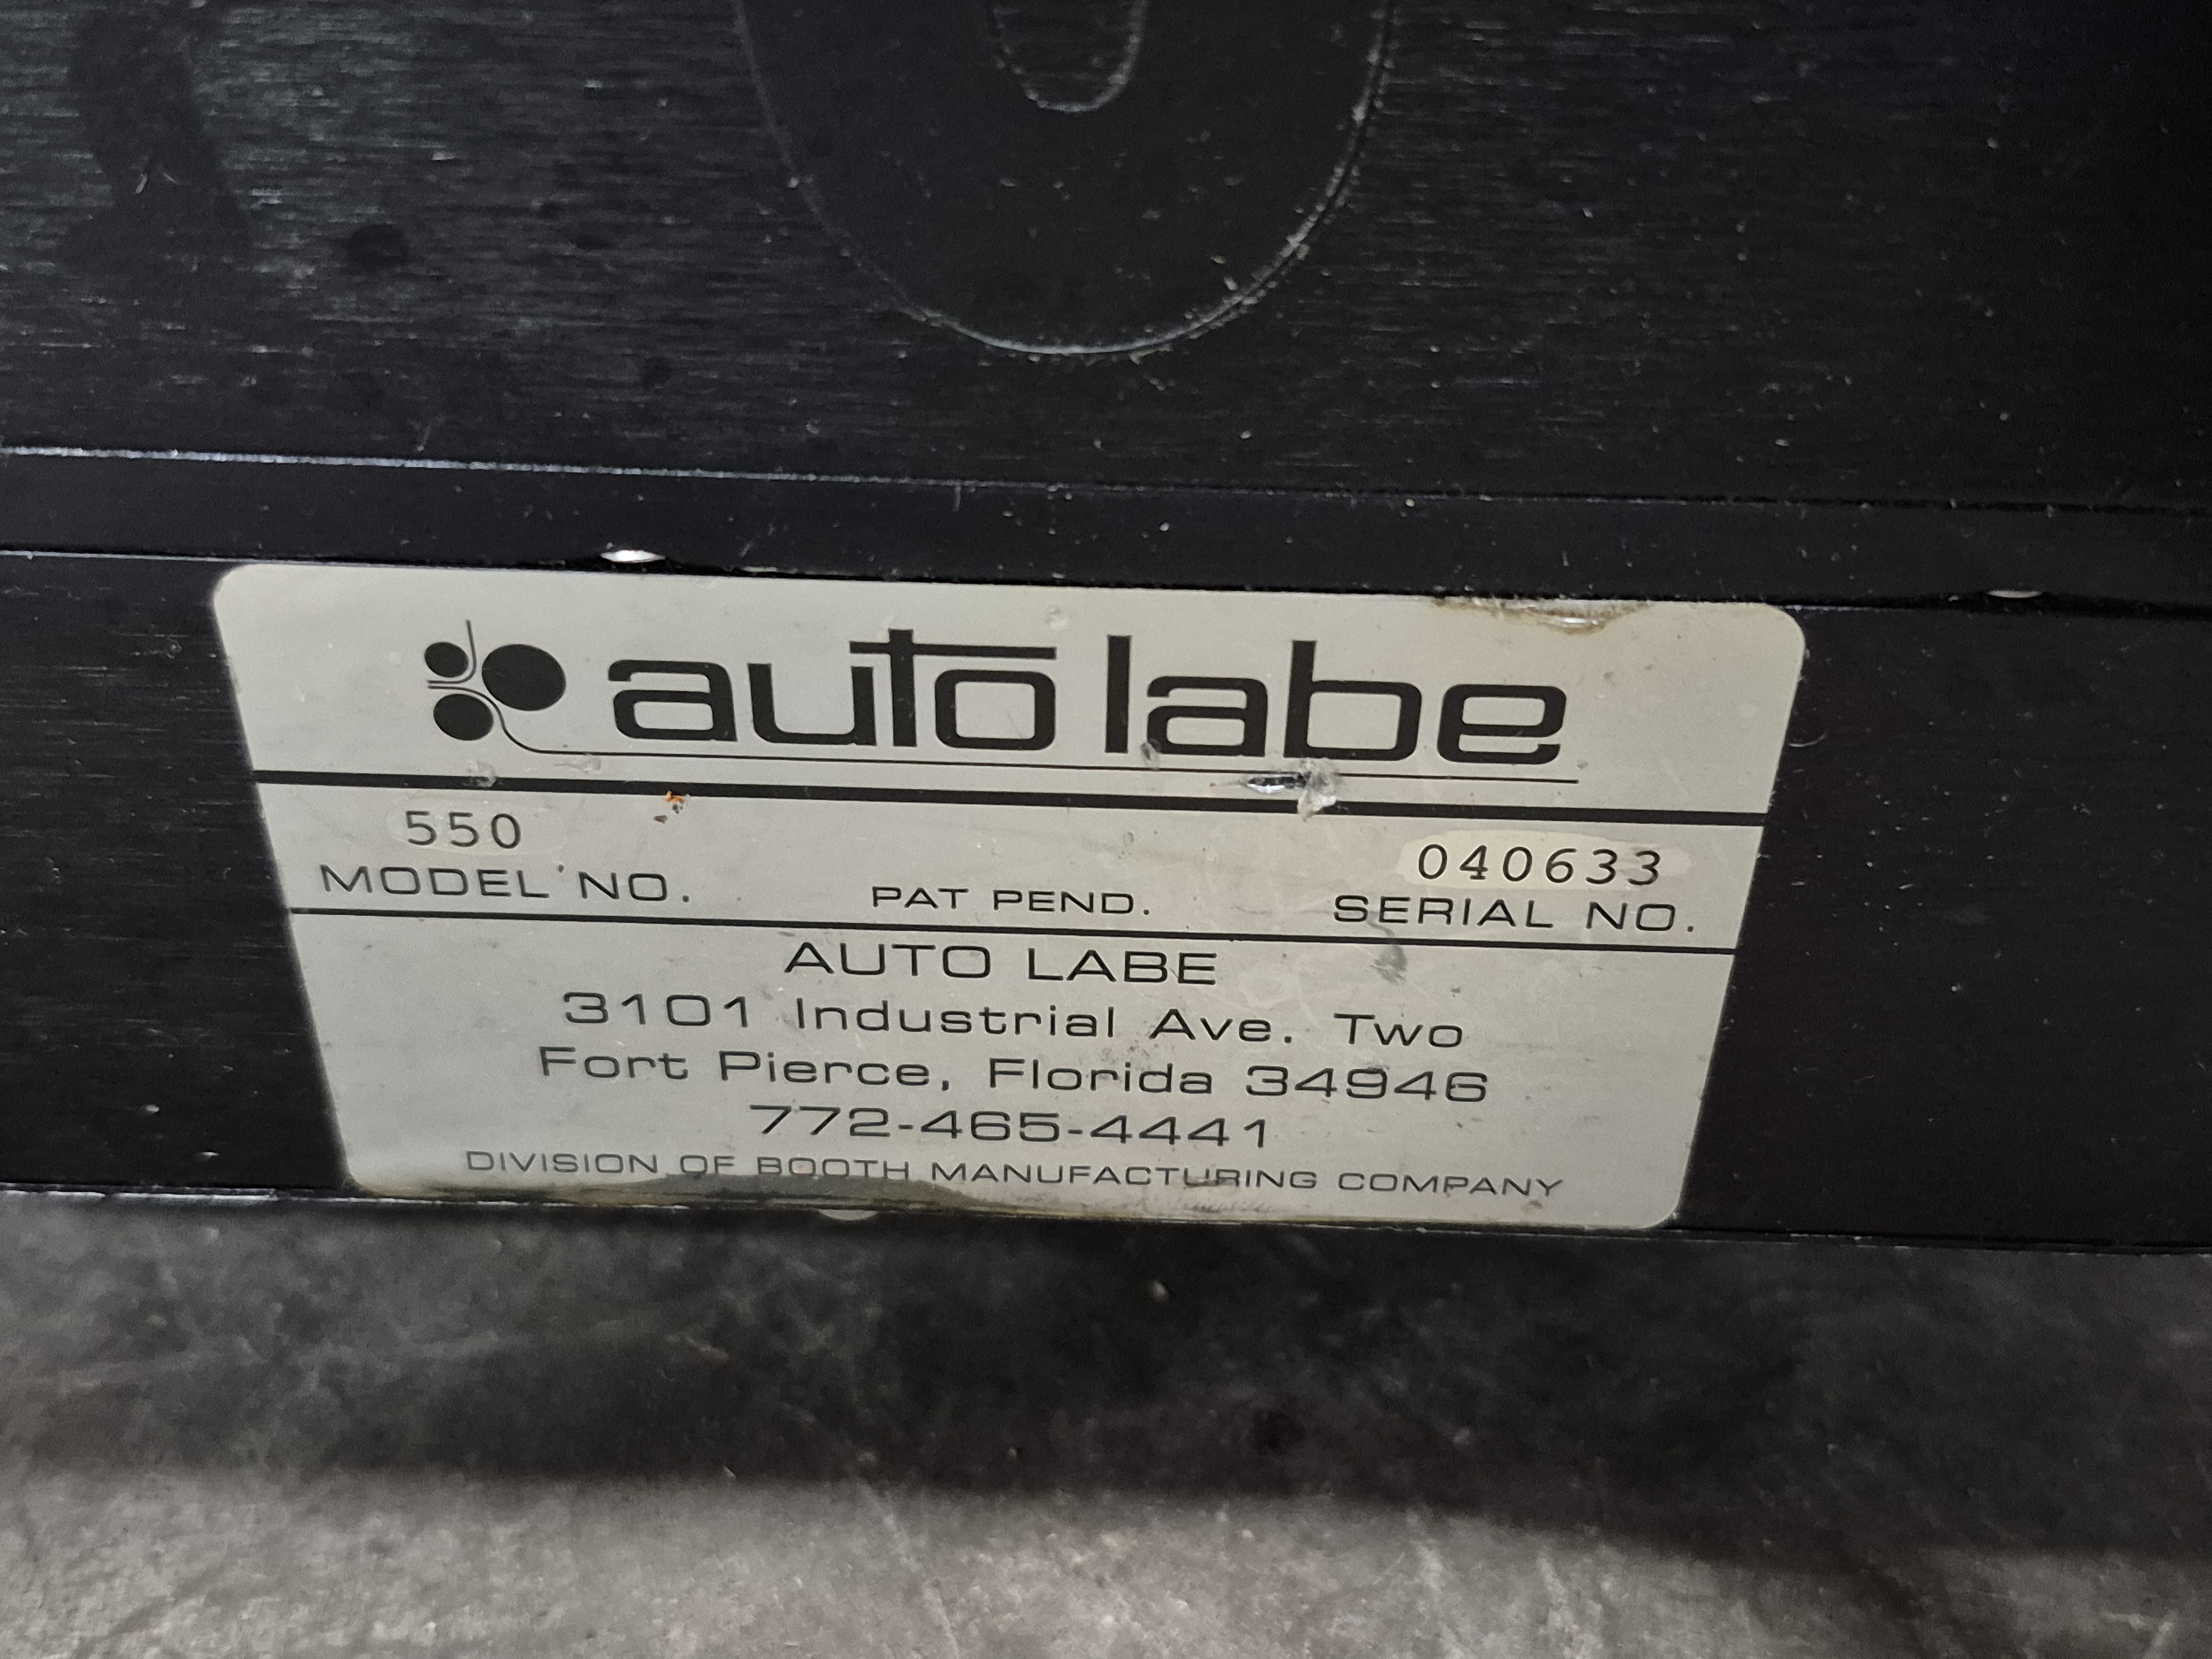 auto labe
550 040633
MODEL NO. PAT PEND. SERIAL NO.
AUTO LABE
3101 Industrial Ave. Two
Fort Pierce, Florida 34946
772-465-4441
DIVISION OF BOOTH MANUFACTURING COMPANY